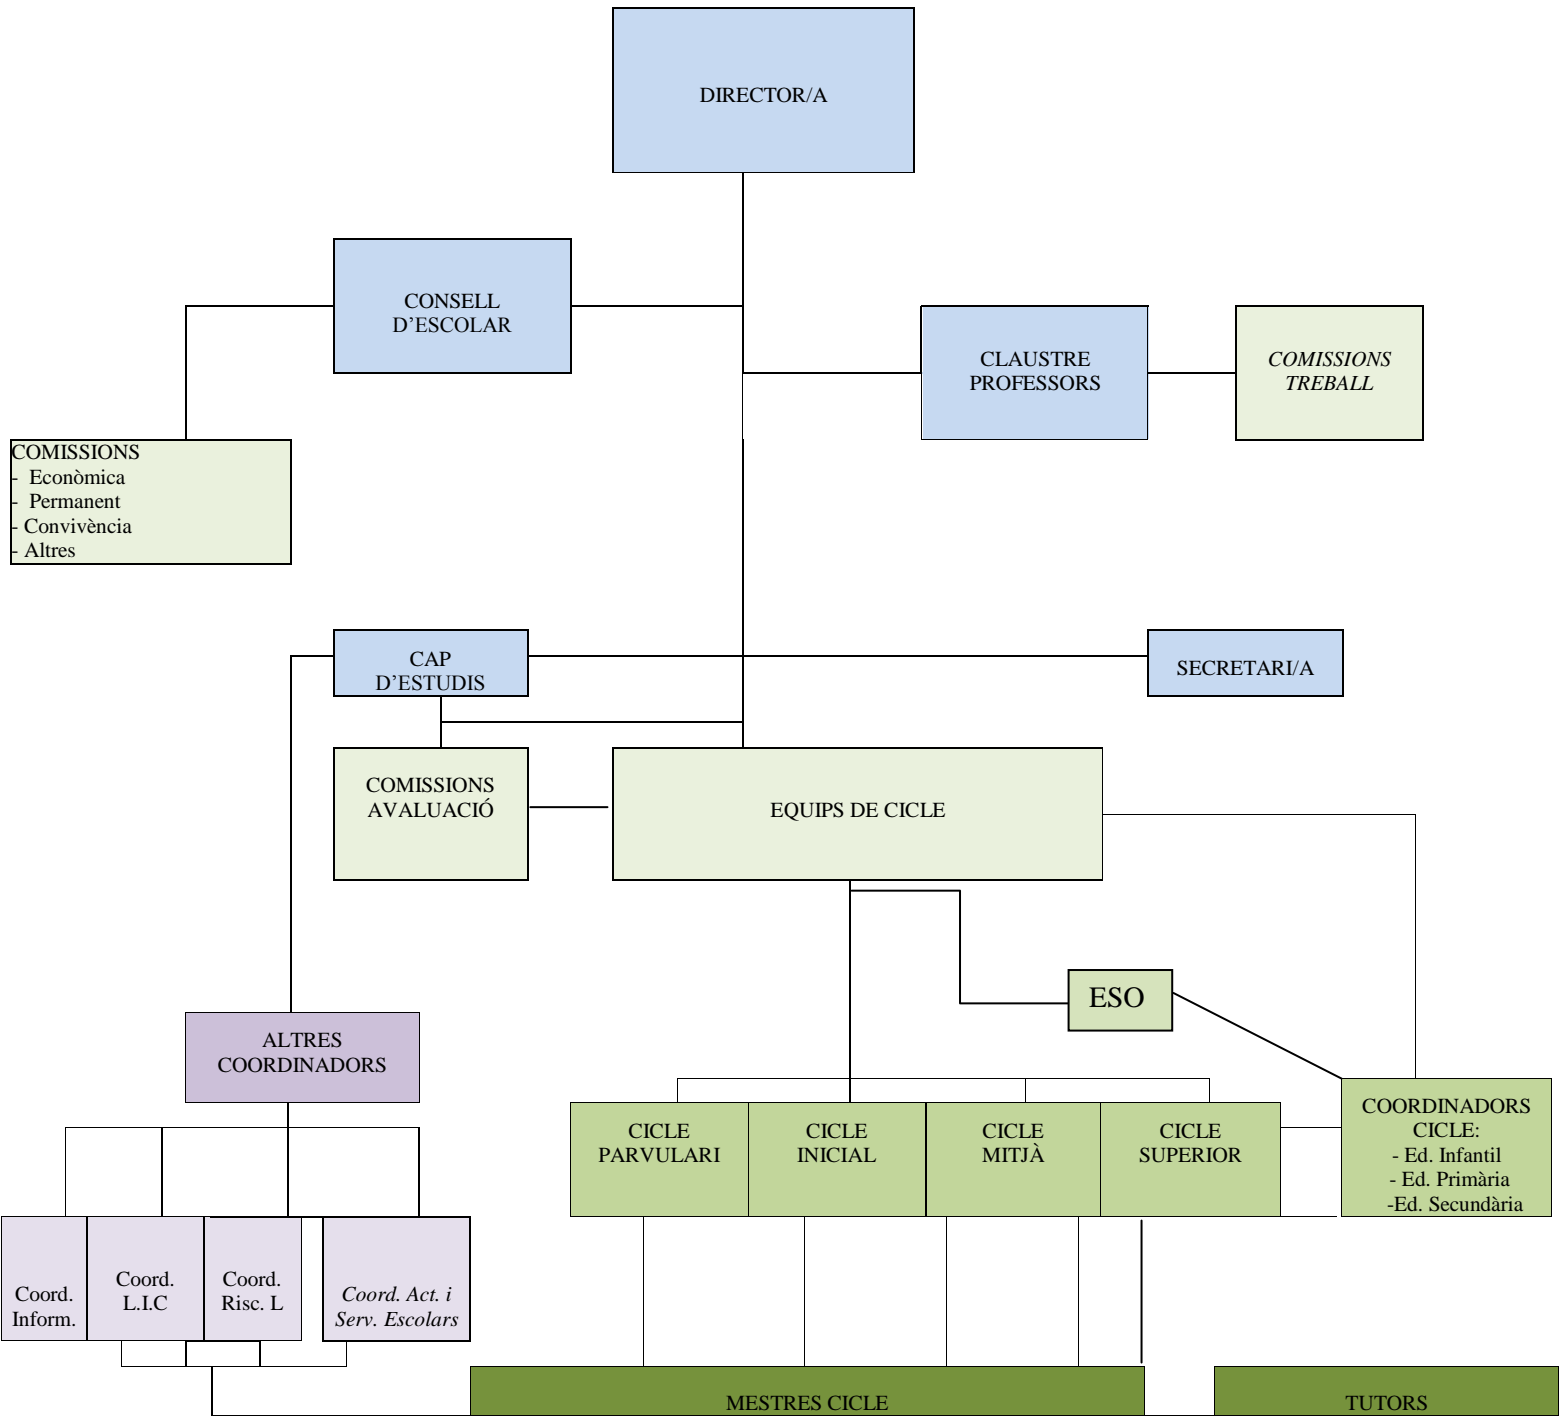 DIRECTOR/A
CONSELL
D’ESCOLAR
CLAUSTRE
PROFESSORS
COMISSIONS
TREBALL
COMISSIONS
- Econòmica
- Permanent
- Convivència
- Altres
CAP
D’ESTUDIS
SECRETARI/A
COMISSIONS
AVALUACIÓ
EQUIPS DE CICLE
ESO
ALTRES
COORDINADORS
CICLE
PARVULARI
CICLE
INICIAL
CICLE
MITJÀ
CICLE
SUPERIOR
COORDINADORS
CICLE:
- Ed. Infantil
- Ed. Primària
-Ed. Secundària
Coord.
Inform.
Coord.
L.I.C
Coord.
Risc. L
Coord. Act. i
Serv. Escolars
MESTRES CICLE
TUTORS